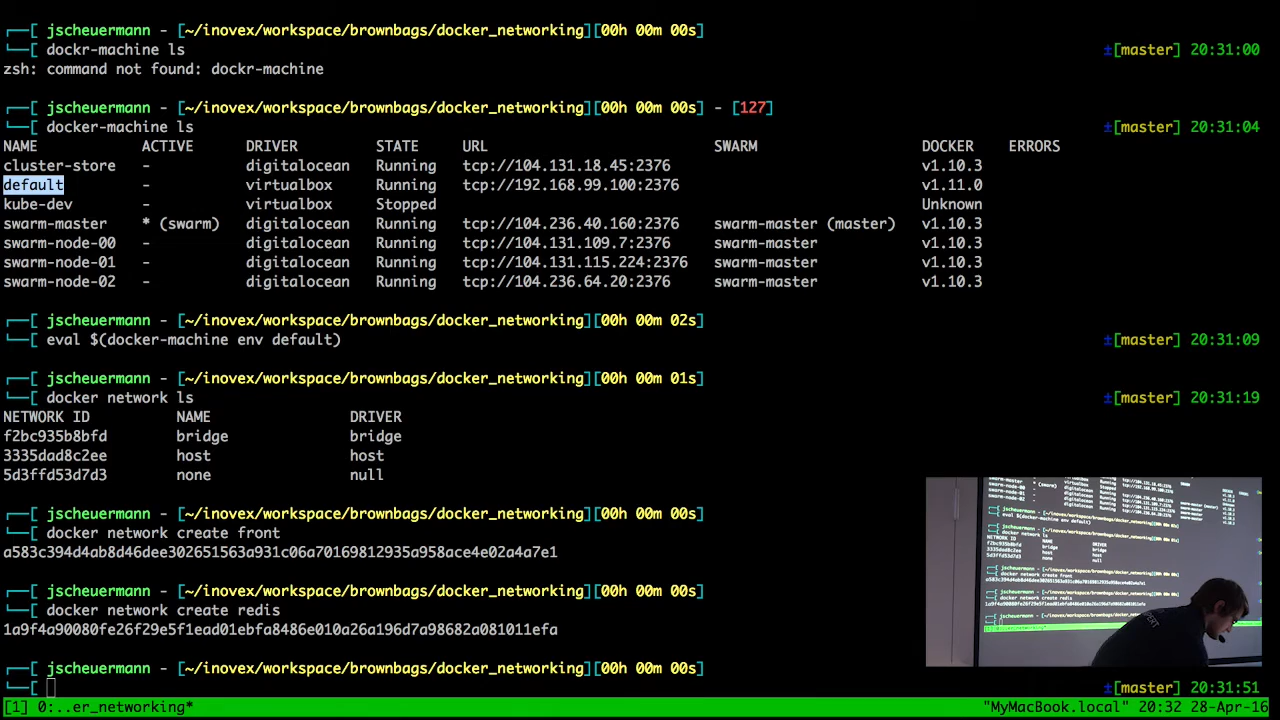 ┌──[ jscheuermann - [~/inovex/workspace/brownbags/docker_networking][00h 00m 00s]
└─[ dockr-machine ls ±[master] 20:31:00
zsh: command not found: dockr-machine
┌──[ jscheuermann - [~/inovex/workspace/brownbags/docker_networking][00h 00m 00s] - [127]
└─[ docker-machine ls ±[master] 20:31:04
NAME ACTIVE DRIVER STATE URL SWARM DOCKER ERRORS
cluster-store - digitalocean Running tcp://104.131.18.45:2376 v1.10.3
default - virtualbox Running tcp://192.168.99.100:2376 v1.11.0
kube-dev - virtualbox Stopped Unknown
swarm-master * (swarm) digitalocean Running tcp://104.236.40.160:2376 swarm-master (master) v1.10.3
swarm-node-00 - digitalocean Running tcp://104.131.109.7:2376 swarm-master v1.10.3
swarm-node-01 - digitalocean Running tcp://104.131.115.224:2376 swarm-master v1.10.3
swarm-node-02 - digitalocean Running tcp://104.236.64.20:2376 swarm-master v1.10.3
┌──[ jscheuermann - [~/inovex/workspace/brownbags/docker_networking][00h 00m 02s]
└─[ eval $(docker-machine env default) ±[master] 20:31:09
┌──[ jscheuermann - [~/inovex/workspace/brownbags/docker_networking][00h 00m 01s]
└─[ docker network ls ±[master] 20:31:19
NETWORK ID NAME DRIVER
f2bc935b8bfd bridge bridge
3335dad8c2ee host host
5d3ffd53d7d3 none null
┌──[ jscheuermann - [~/inovex/workspace/brownbags/docker_networking][00h 00m 00s]
└─[ docker network create front
a583c394d4ab8d46dee302651563a931c06a70169812935a958ace4e02a4a7e1
┌──[ jscheuermann - [~/inovex/workspace/brownbags/docker_networking][00h 00m 00s]
└─[ docker network create redis
1a9f4a90080fe26f29e5f1ead01ebfa8486e010a26a196d7a98682a081011efa
┌──[ jscheuermann - [~/inovex/workspace/brownbags/docker_networking][00h 00m 00s]
└─[ ±[master] 20:31:51
[1] 0:..er_networking* "MyMacBook.local" 20:32 28-Apr-16